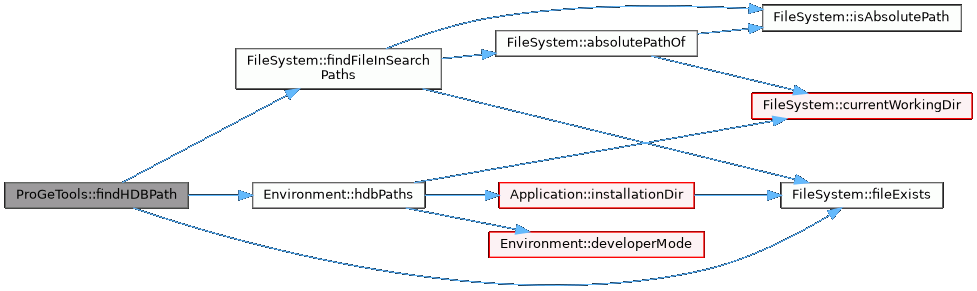 ProGeTools::findHDBPath
FileSystem::findFileInSearch
Paths
Environment::hdbPaths
FileSystem::absolutePathOf
Application::installationDir
Environment::developerMode
FileSystem::isAbsolutePath
FileSystem::currentWorkingDir
FileSystem::fileExists